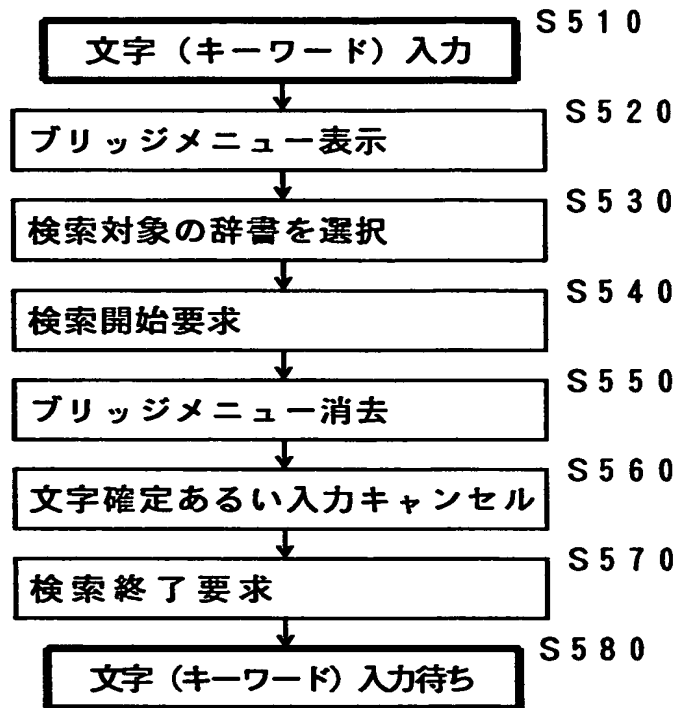 S510
文字（キーワード）入力
S520
ブリッジメニュー表示
S530
検索対象の辞書を選択
S540
検索開始要求
S550
ブリッジメニュー消去
S560
文字確定あるい入力キャンセル
S570
検索終了要求
S580
文字（キーワード）入力待ち